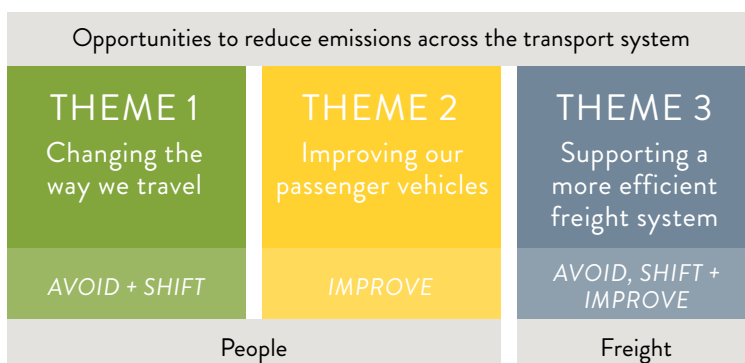 Opportunities to reduce emissions across the transport system
THEME 1
Changing the
way we travel
AVOID + SHIFT
THEME 2
Improving our
passenger vehicles
IMPROVE
THEME 3
Supporting a
more efficient
freight system
AVOID, SHIFT +
IMPROVE
People
Freight